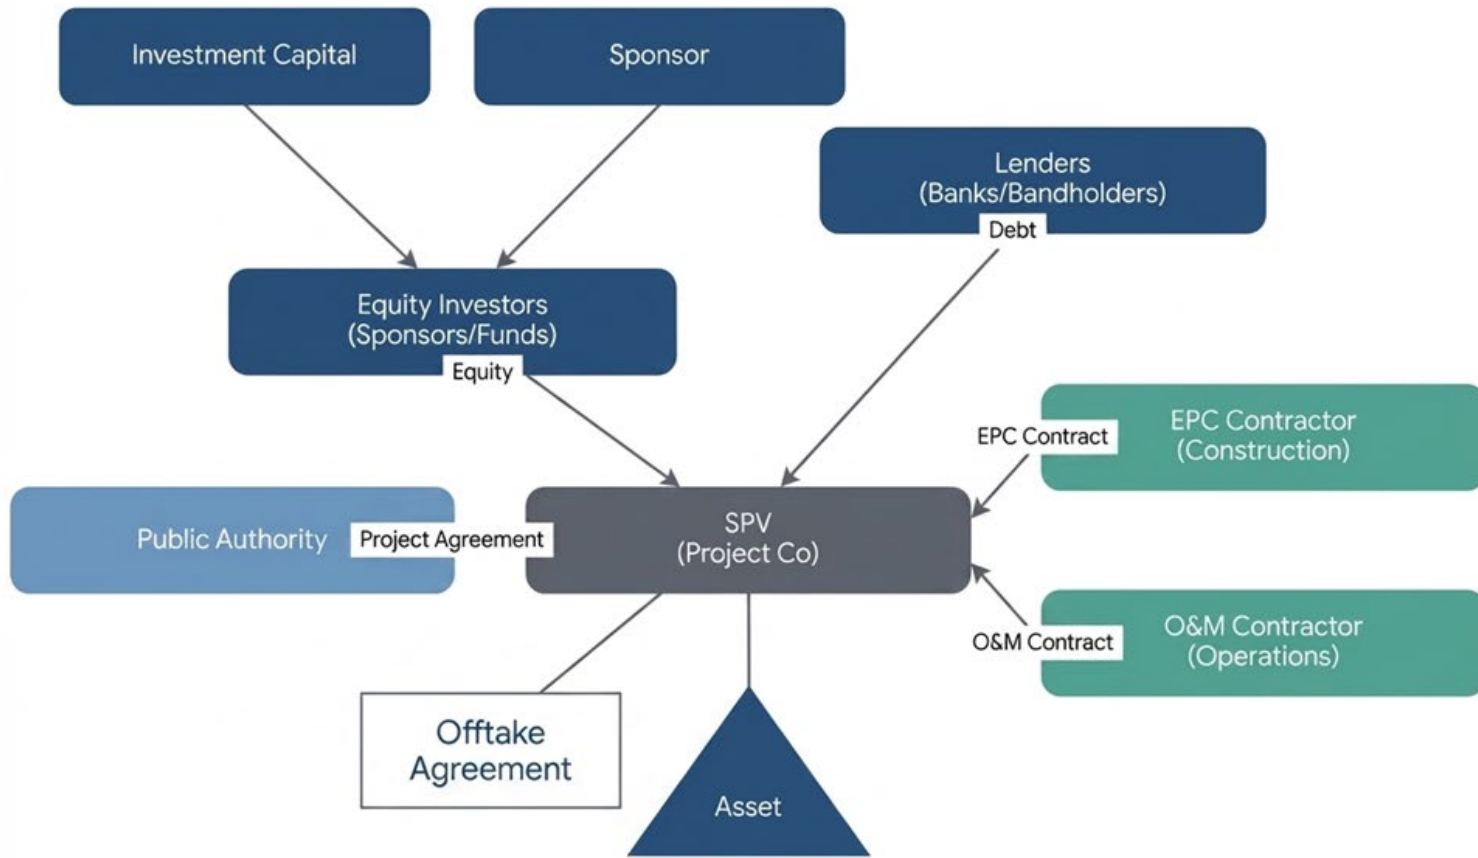 Investment Capital
Sponsor
Lenders
(Banks/Bandholders)
Debt
Equity Investors
(Sponsors/Funds)
Equity
EPC Contractor
(Construction)
EPC Contract
Public Authority
Project Agreement
SPV
(Project Co)
O&M Contractor
(Operations)
O&M Contract
Offtake
Agreement
Asset